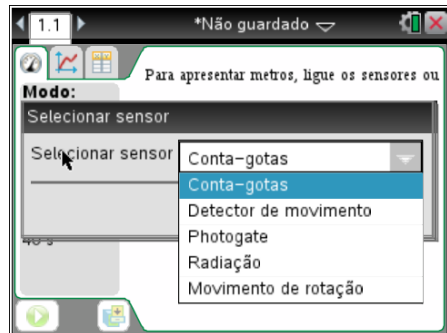 1.1
*Não guardado
Para apresentar metros, ligue os sensores ou
Modo:
Selecionar sensor
Selecionar sensor
Conta-gotas
Conta-gotas
Detector de movimento
Photogate
Radiação
Movimento de rotação